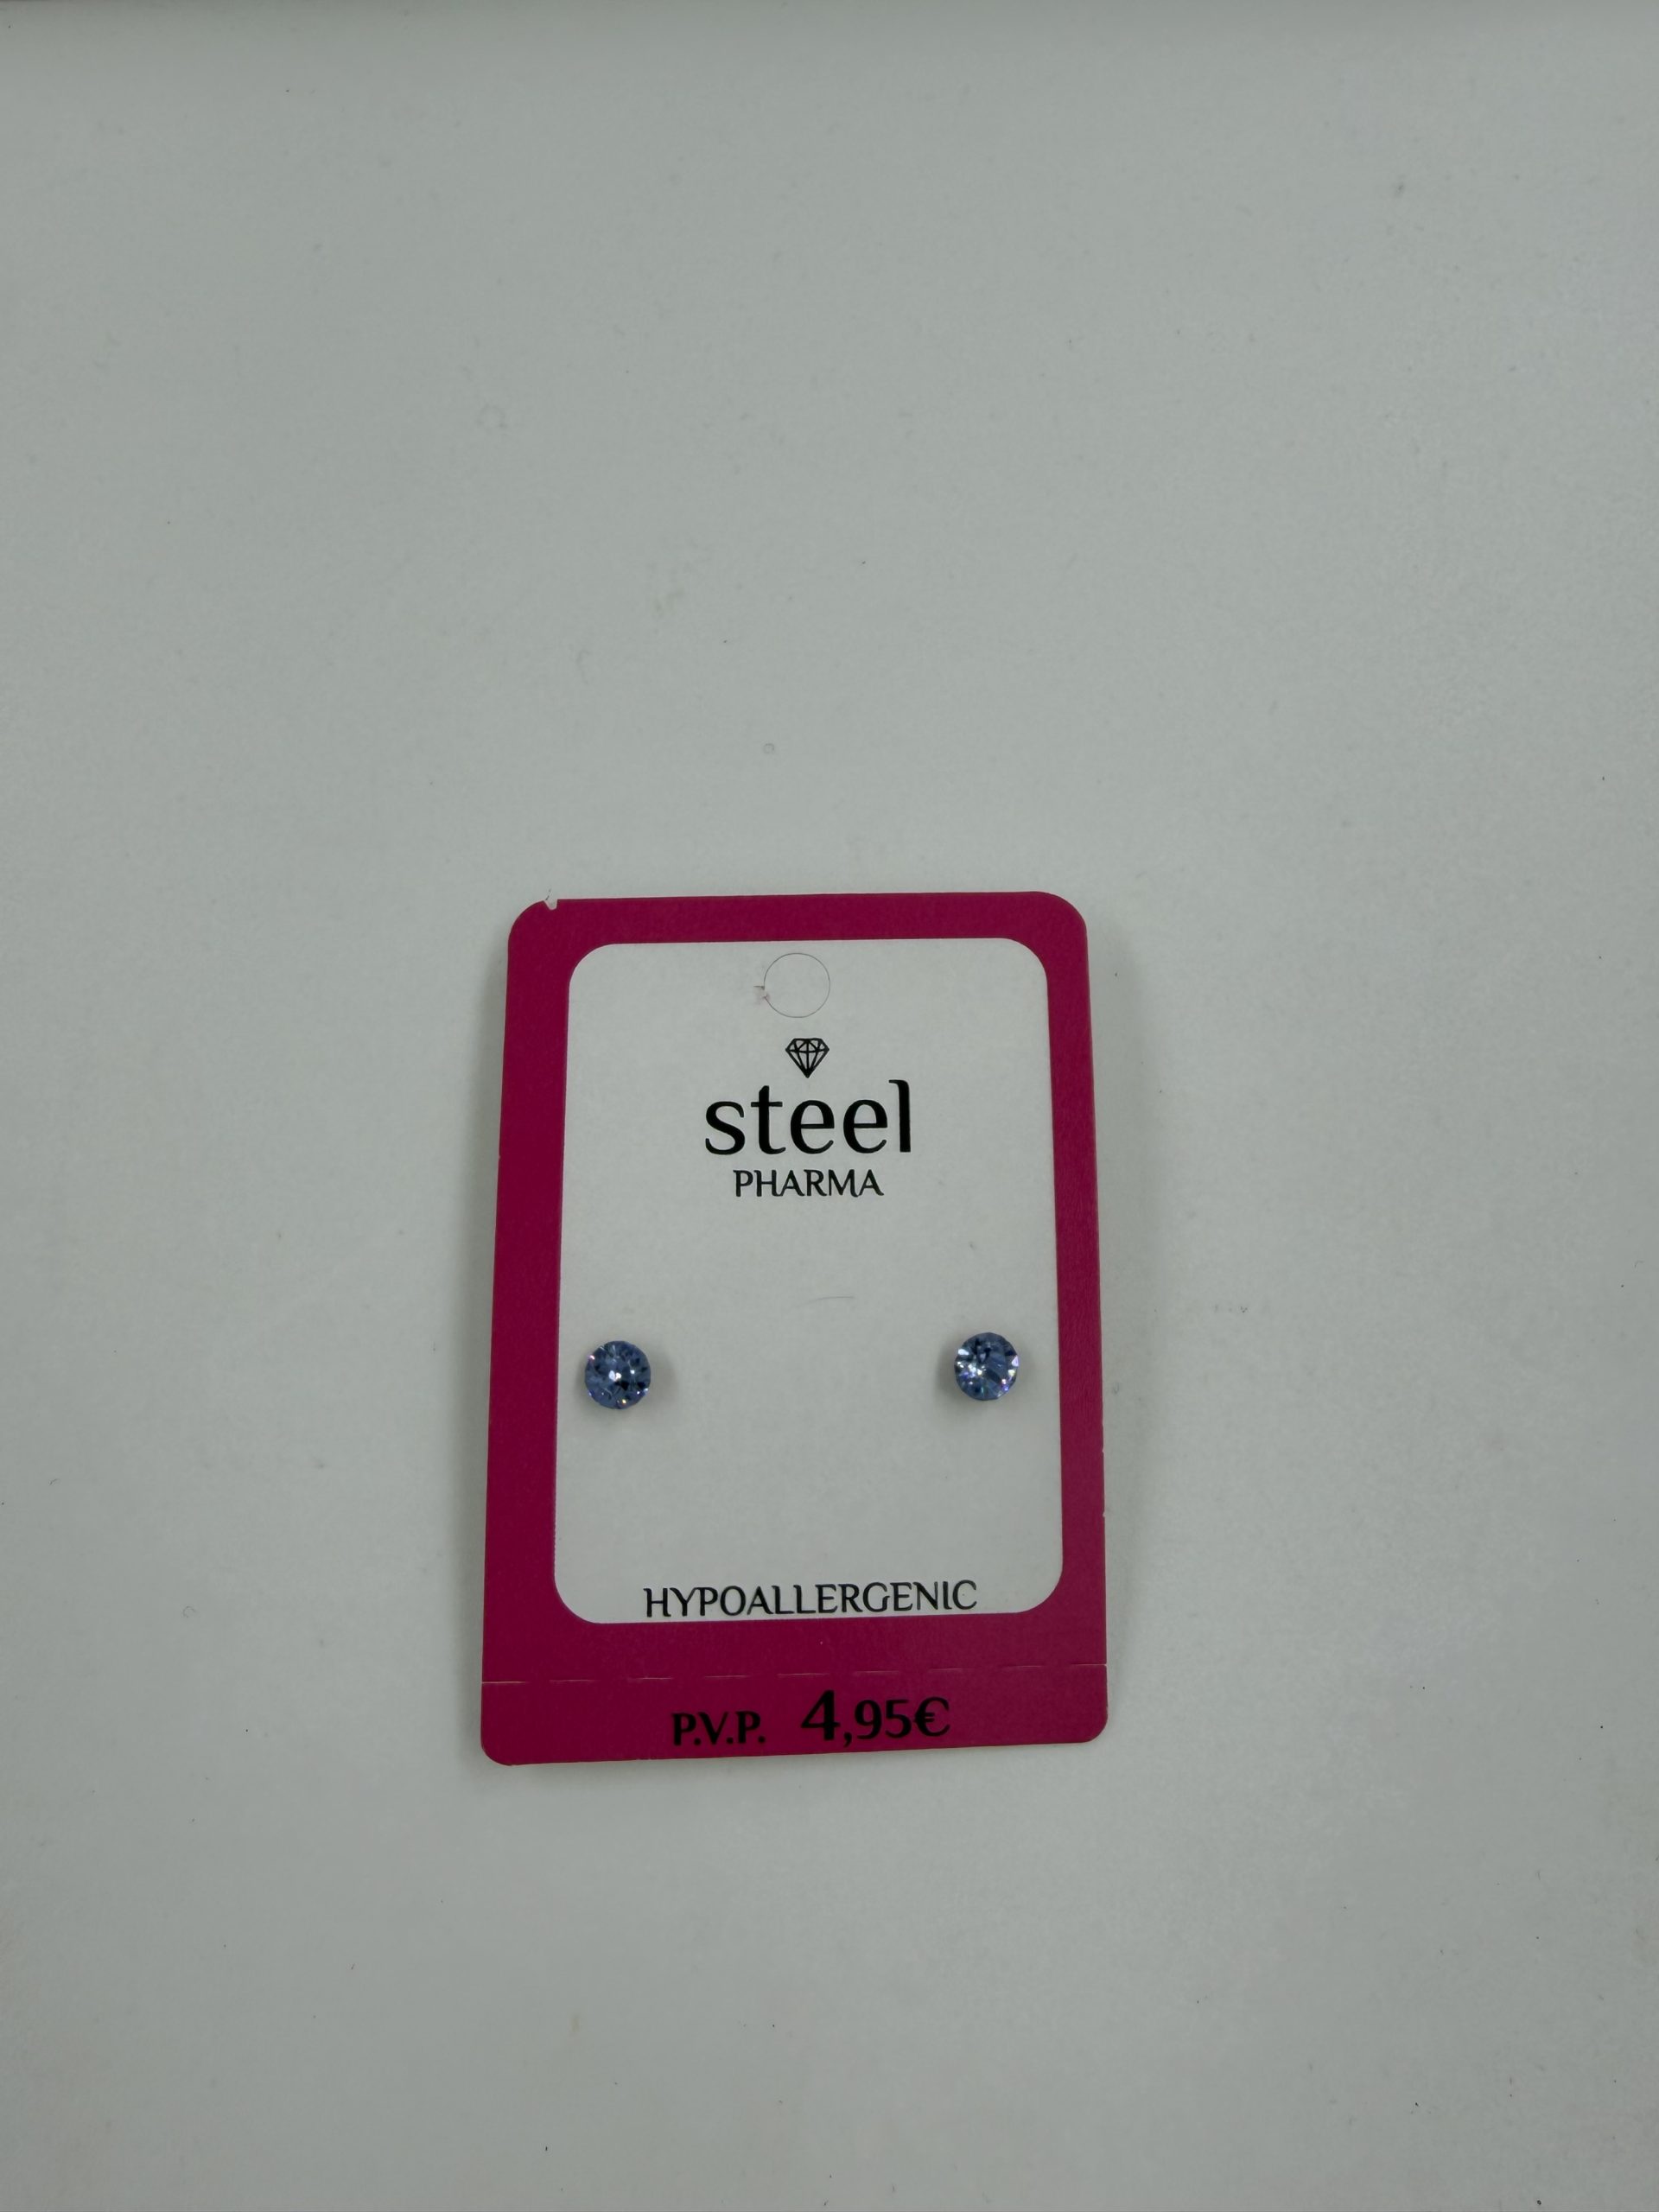 steel
PHARMA
HYPOALLERGENIC
P.V.P. 4,95€